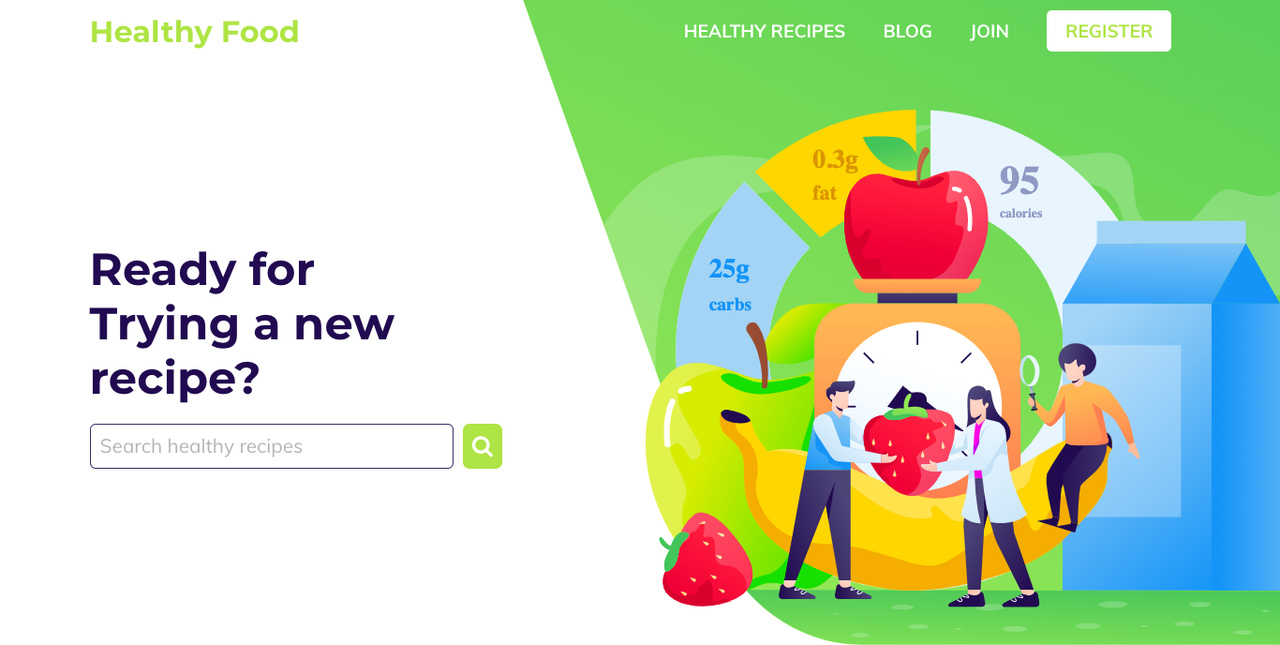 Healthy Food
HEALTHY RECIPES
BLOG
JOIN
REGISTER
0.3g
fat
95
calories
25g
carbs
Ready for
Trying a new
recipe?
Search healthy recipes